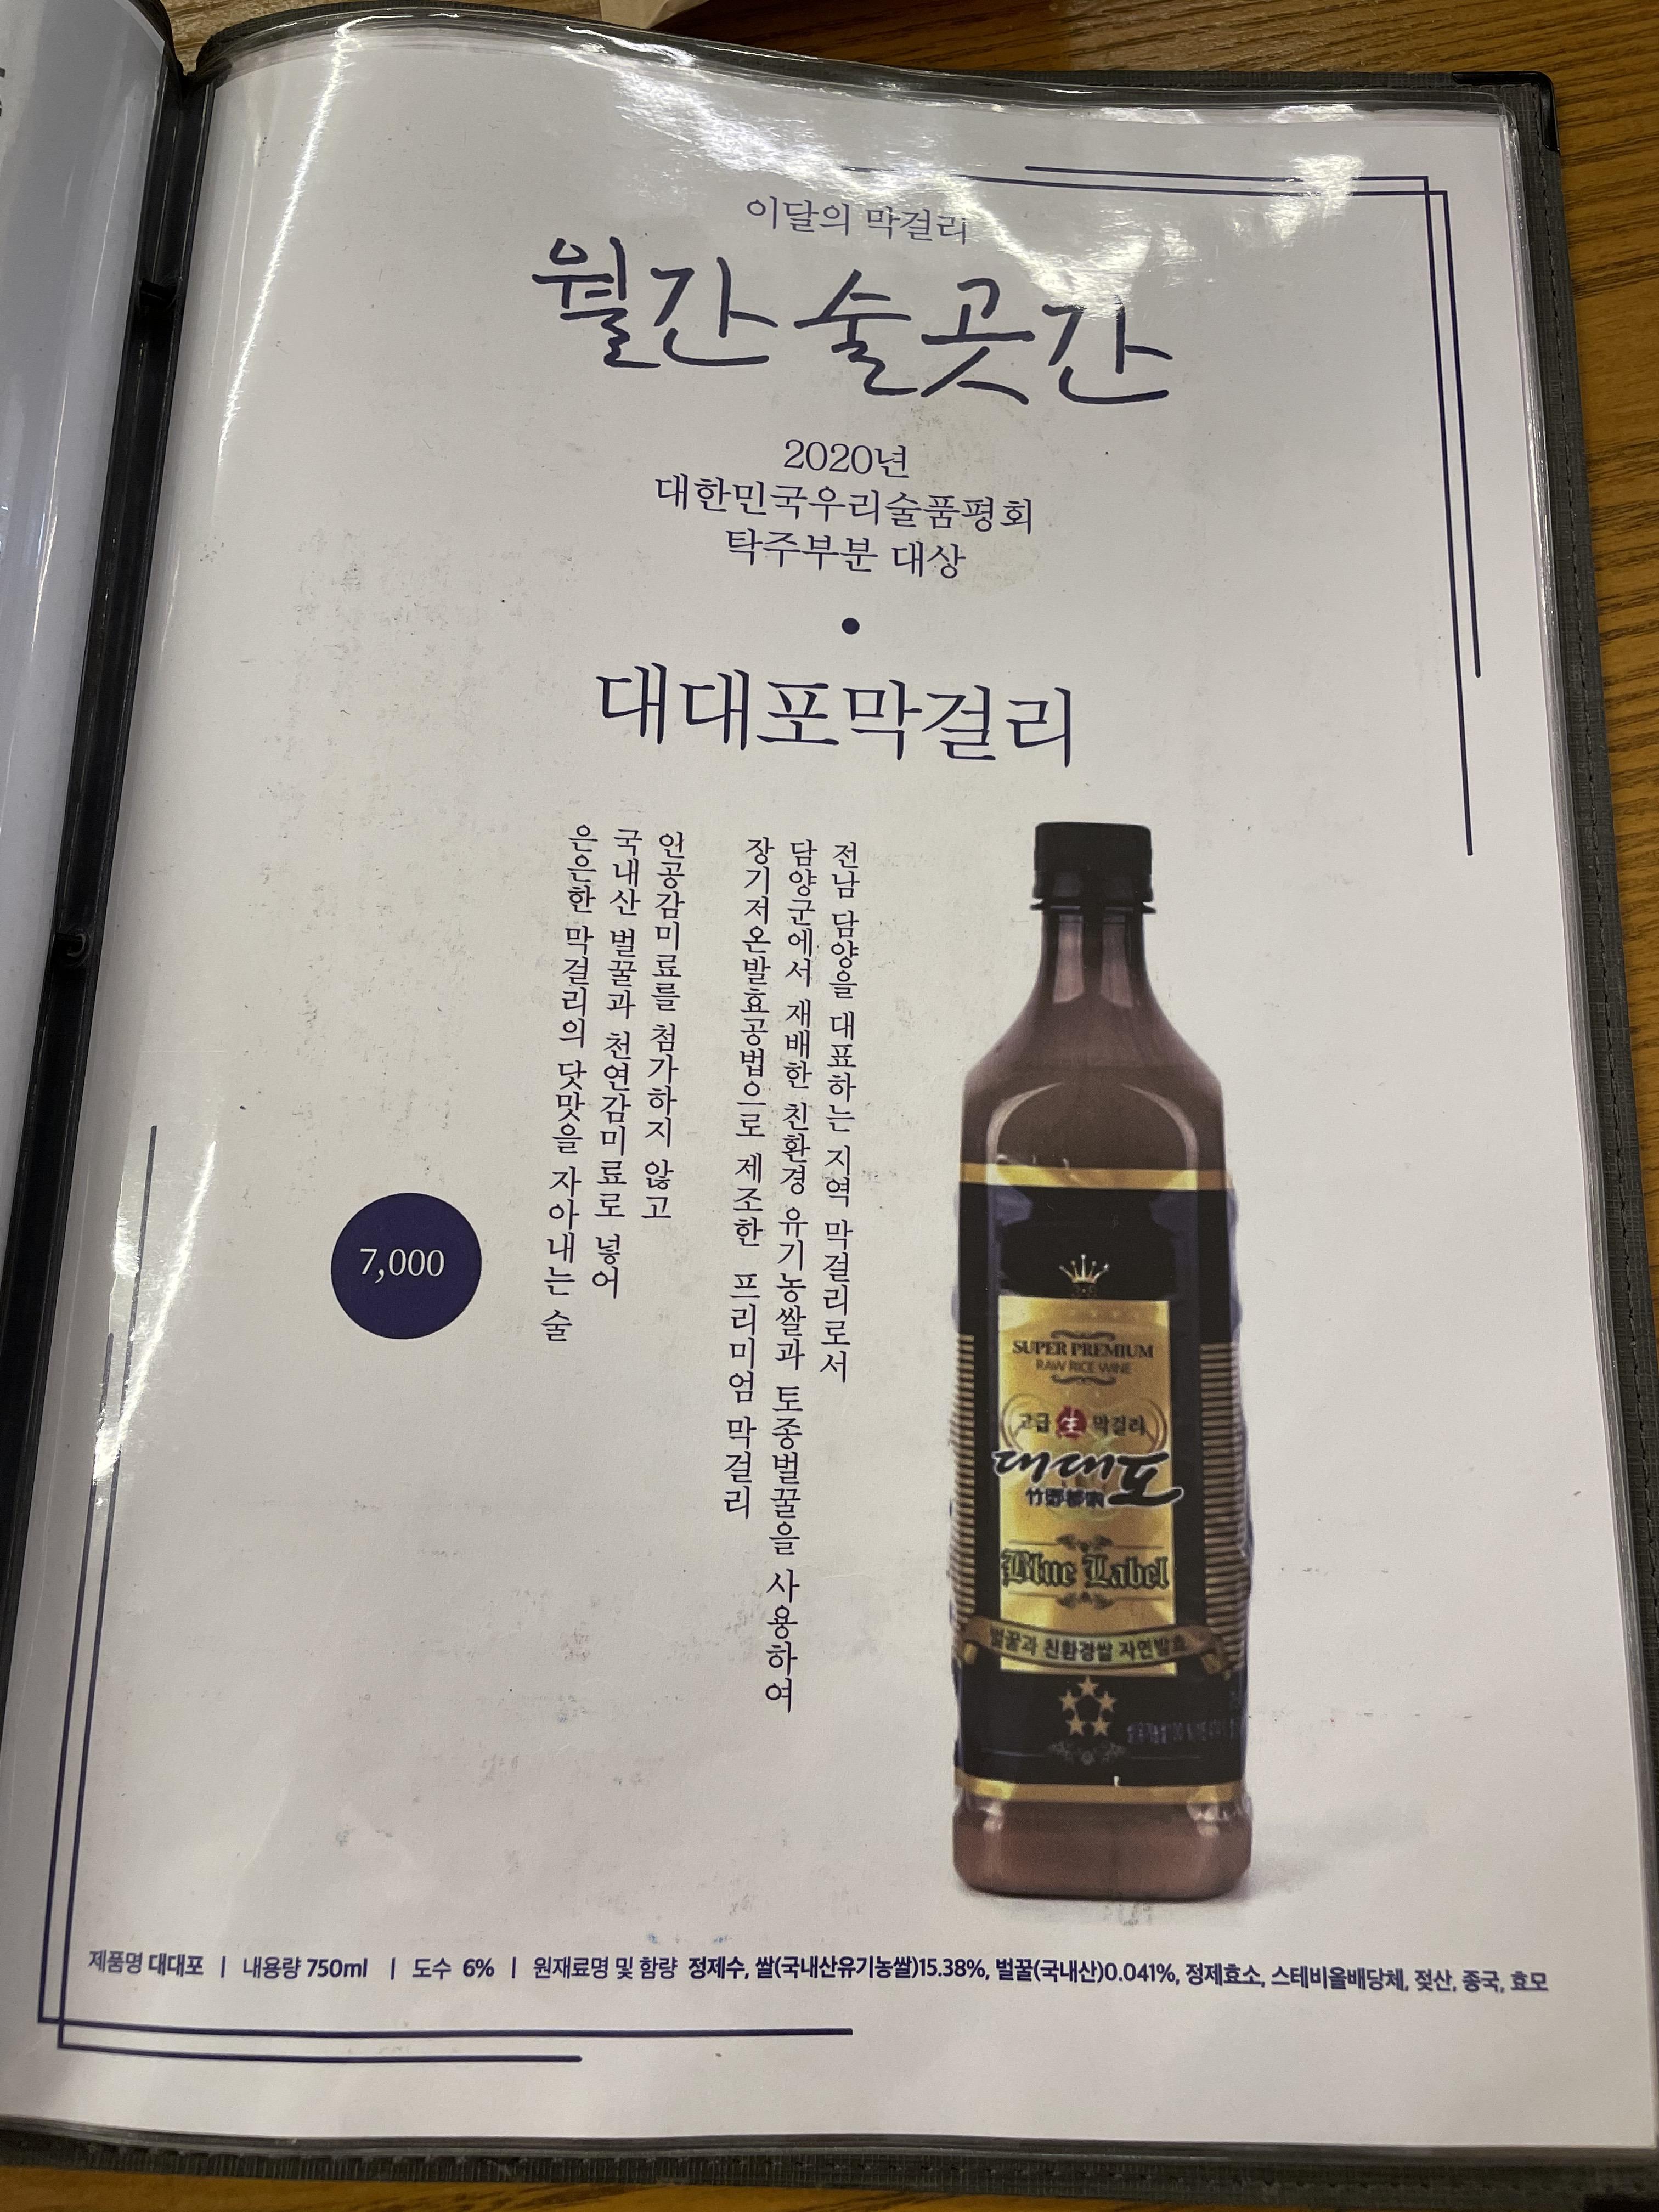 이달의 막걸리
월간 술곳간
2020년
대한민국우리술품평회
탁주부분 대상
대대포막걸리
전남 담양을 대표하는 지역 막걸리로서
담양군에서 재배한 친환경 유기농쌀과 토종벌꿀을 사용하여
장기저온발효공법으로 제조한 프리미엄 막걸리
인공감미료를 첨가하지 않고
국내산 벌꿀과 천연감미료로 넣어
은은한 막걸리의 단맛을 자아내는 술
7,000
SUPER PREMIUM
RAW RICE WINE
고급 生 막걸리
대대포
Blue Label
벌꿀과 친환경쌀 자연발효
제품명 대대포 | 내용량 750ml | 도수 6% | 원재료명 및 함량 정제수, 쌀(국내산유기농쌀)15.38%, 벌꿀(국내산)0.041%, 정제효소, 스테비올배당체, 젖산, 종국, 효모